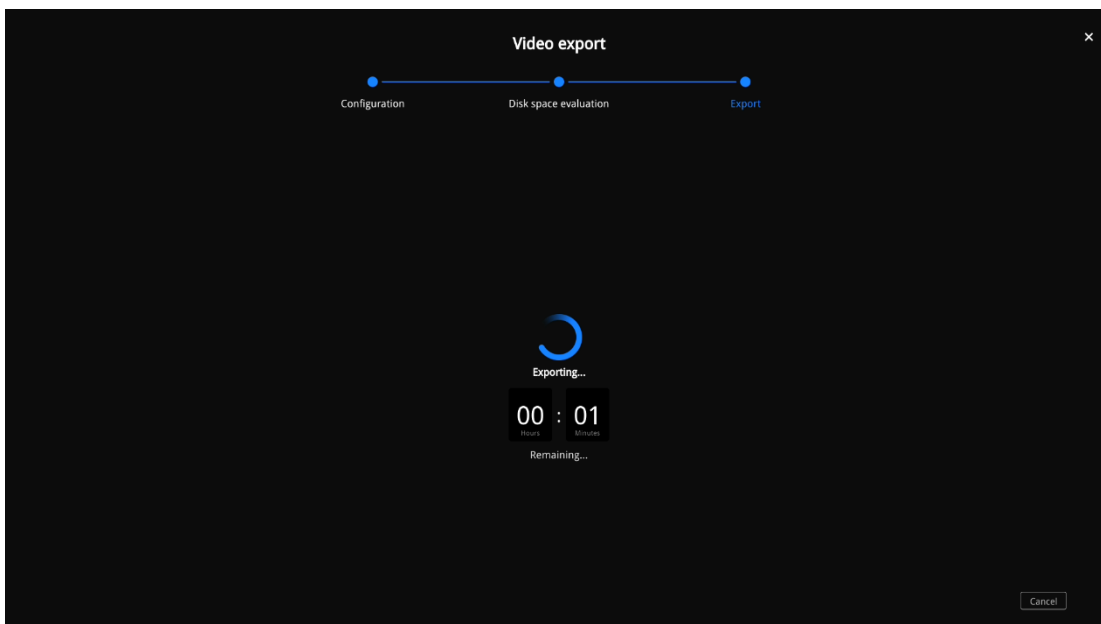 Video export
Configuration
Disk space evaluation
Export
Exporting...
00 : 01
Hours Minutes
Remaining...
Cancel